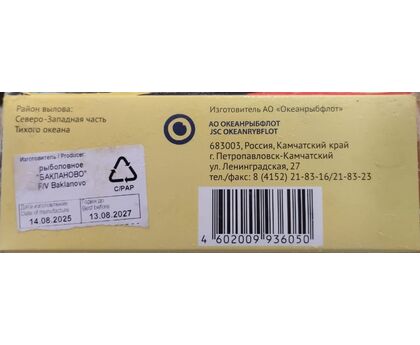 Район вылова:
Северо-Западная часть
Тихого океана
Изготовитель / Producer
рыболовное
"БАКЛАНОВО"
F/V Baklanovo
C/PAP
Дата изготовления
Date of manufacture
14.08.2025
Годен до
Best before
13.08.2027
Изготовитель АО «Океанрыбфлот»
АО ОКЕАНРЫБФЛОТ
JSC OKEANRYBFLOT
683003, Россия, Камчатский край
г. Петропавловск-Камчатский
ул. Ленинградская, 27
тел./факс: 8 (4152) 21-83-16/21-83-23
4 602009 936050